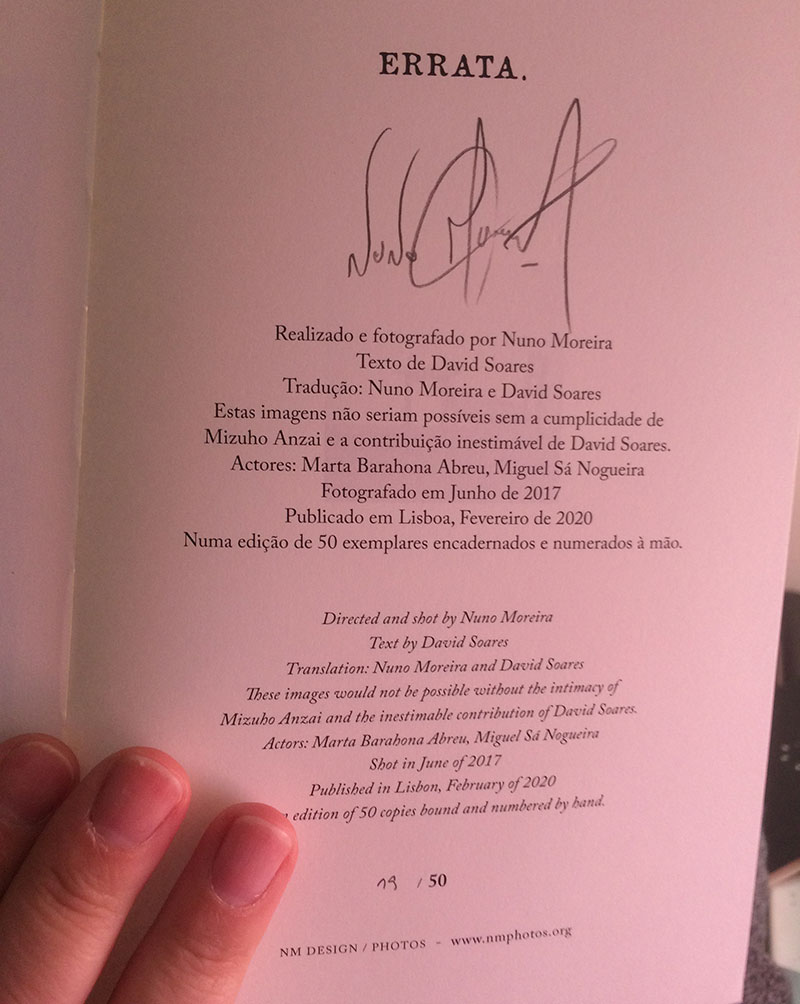 ERRATA.
Nuno Moreira
Realizado e fotografado por Nuno Moreira
Texto de David Soares
Tradução: Nuno Moreira e David Soares
Estas imagens não seriam possíveis sem a cumplicidade de
Mizuho Anzai e a contribuição inestimável de David Soares.
Actores: Marta Barahona Abreu, Miguel Sá Nogueira
Fotografado em Junho de 2017
Publicado em Lisboa, Fevereiro de 2020
Numa edição de 50 exemplares encadernados e numerados à mão.
Directed and shot by Nuno Moreira
Text by David Soares
Translation: Nuno Moreira and David Soares
These images would not be possible without the intimacy of
Mizuho Anzai and the inestimable contribution of David Soares.
Actors: Marta Barahona Abreu, Miguel Sá Nogueira
Shot in June of 2017
Published in Lisbon, February of 2020
edition of 50 copies bound and numbered by hand.
19 / 50
NM DESIGN / PHOTOS - www.nmphotos.org